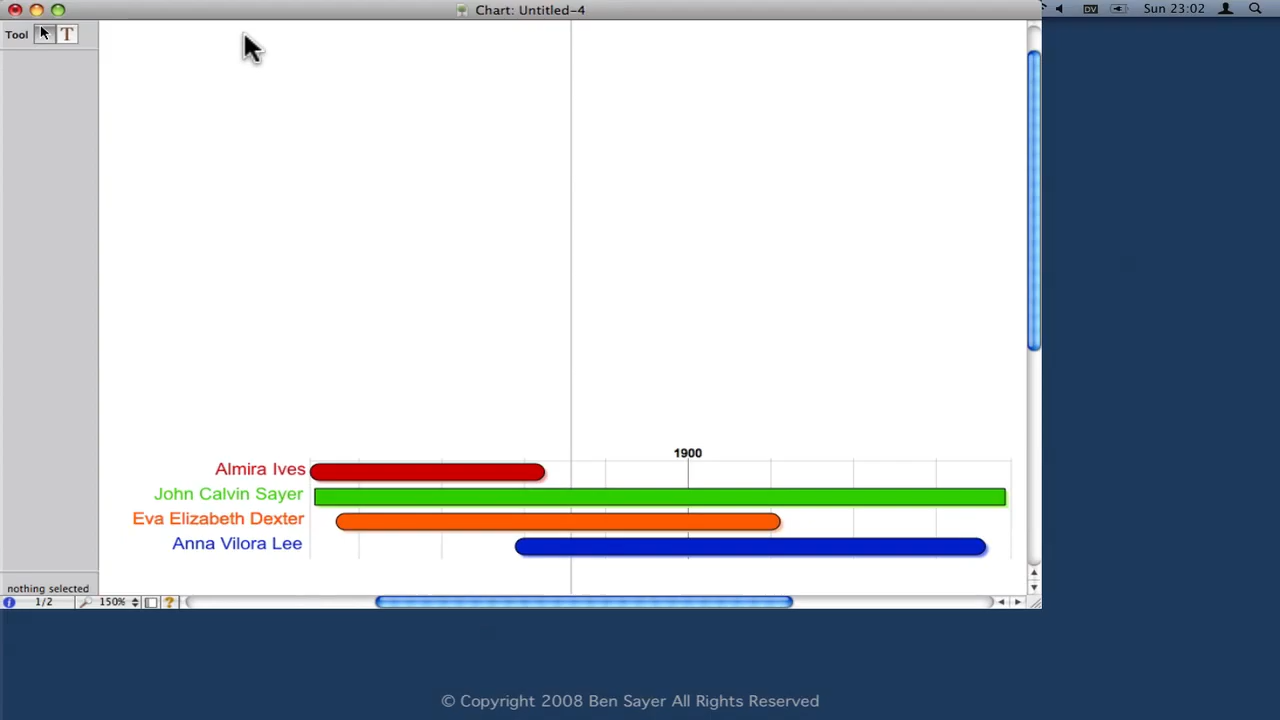 Chart: Untitled-4
DV
Sun 23:02
Tool
T
1900
Almira Ives
John Calvin Sayer
Eva Elizabeth Dexter
Anna Vilora Lee
nothing selected
1/2
150%
?
© Copyright 2008 Ben Sayer All Rights Reserved